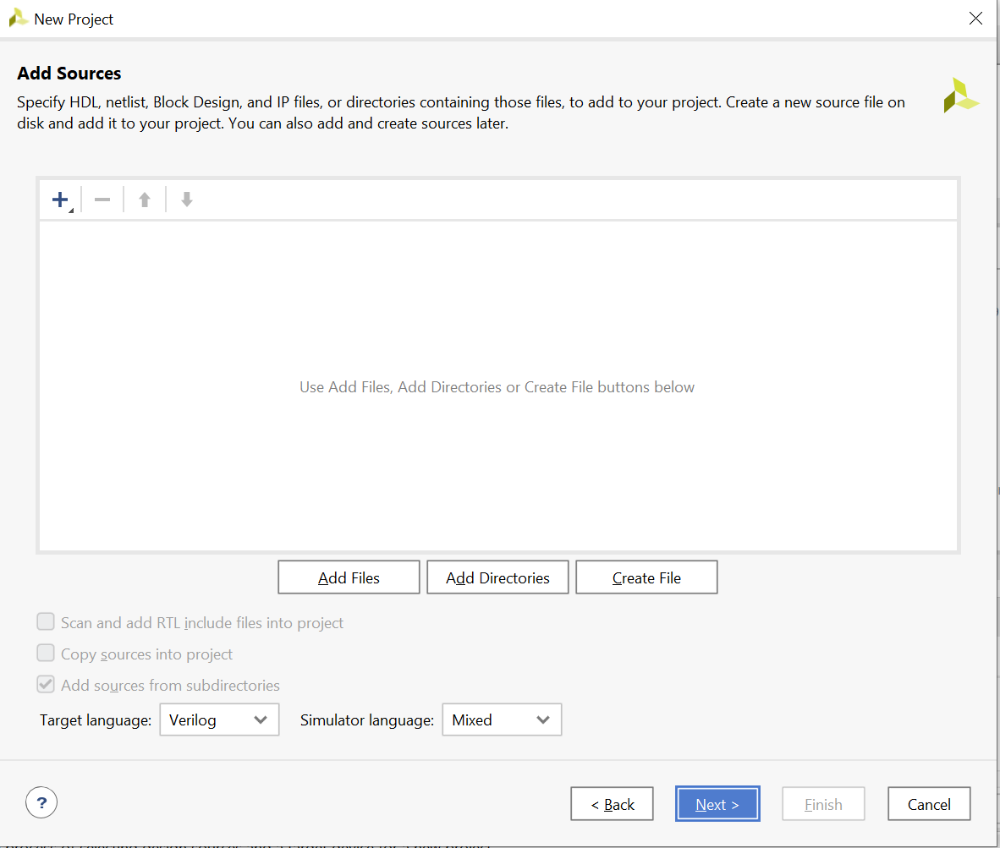 New Project
Add Sources
Specify HDL, netlist, Block Design, and IP files, or directories containing those files, to add to your project. Create a new source file on
disk and add it to your project. You can also add and create sources later.
Use Add Files, Add Directories or Create File buttons below
Add Files Add Directories Create File
Scan and add RTL include files into project
Copy sources into project
Add sources from subdirectories
Target language: Verilog Simulator language: Mixed
? < Back Next > Finish Cancel